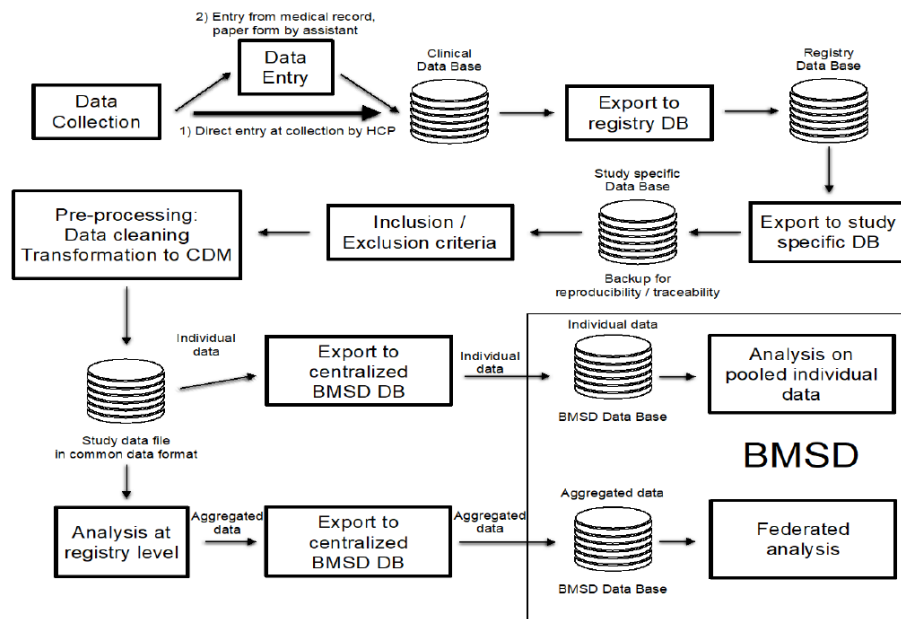 2) Entry from medical record,
paper form by assistant
Data
Entry
Data
Collection
1) Direct entry at collection by HCP
Clinical
Data Base
Export to
registry DB
Registry
Data Base
Export to study
specific DB
Study specific
Data Base
Backup for
reproducibility / traceability
Inclusion /
Exclusion criteria
Pre-processing:
Data cleaning
Transformation to CDM
Study data file
in common data format
Individual
data
Export to
centralized
BMSD DB
Individual
data
Individual data
BMSD Data Base
Analysis on
pooled individual
data
BMSD
Analysis at
registry level
Aggregated
data
Export to
centralized
BMSD DB
Aggregated
data
Aggregated data
BMSD Data Base
Federated
analysis